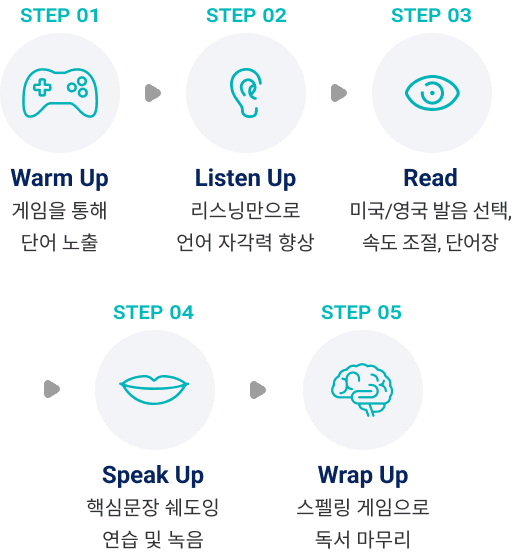 STEP 01
Warm Up
게임을 통해
단어 노출
STEP 02
Listen Up
리스닝만으로
언어 자각력 향상
STEP 03
Read
미국/영국 발음 선택,
속도 조절, 단어장
STEP 04
Speak Up
핵심문장 쉐도잉
연습 및 녹음
STEP 05
Wrap Up
스펠링 게임으로
독서 마무리